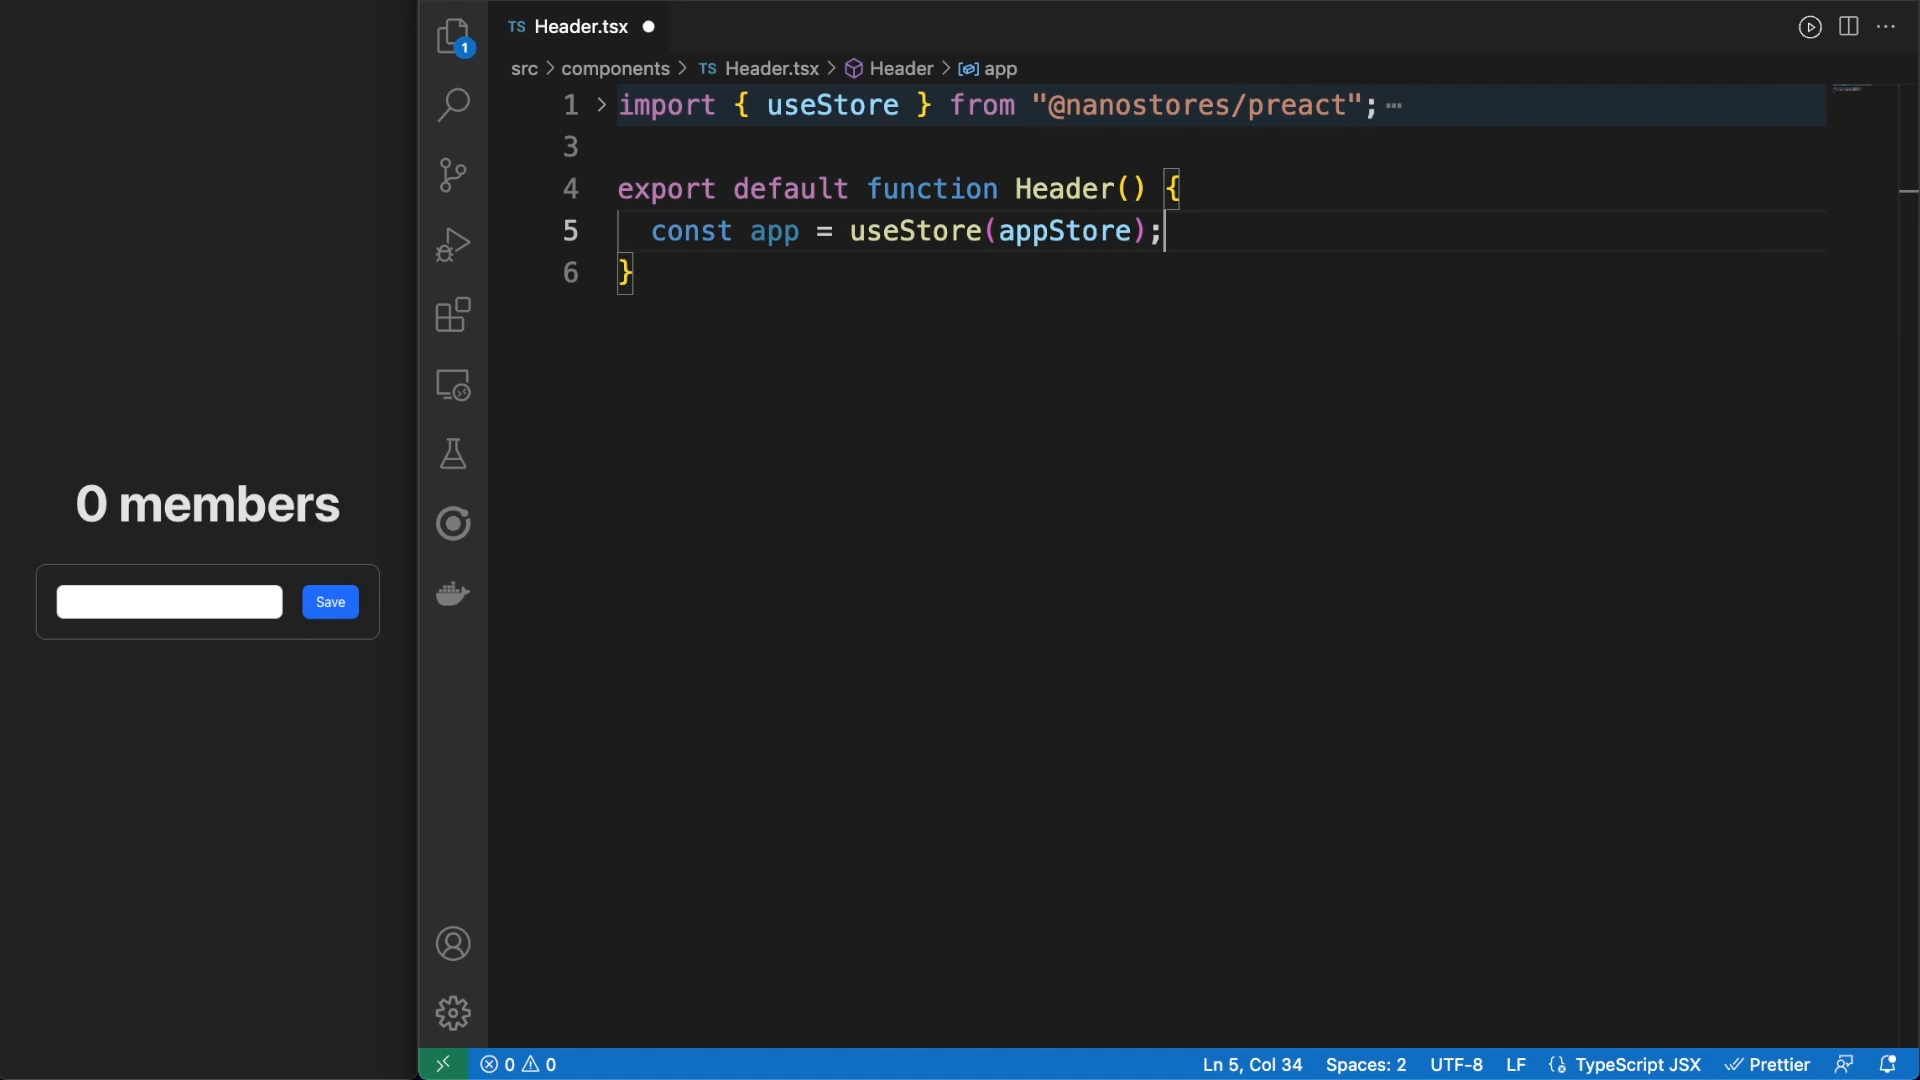 0 members
Save
1
TS Header.tsx
src > components > TS Header.tsx > Header > app
1 import { useStore } from "@nanostores/preact";
3
4 export default function Header() {
5 const app = useStore(appStore);
6 }
0 0
Ln 5, Col 34 Spaces: 2 UTF-8 LF TypeScript JSX Prettier